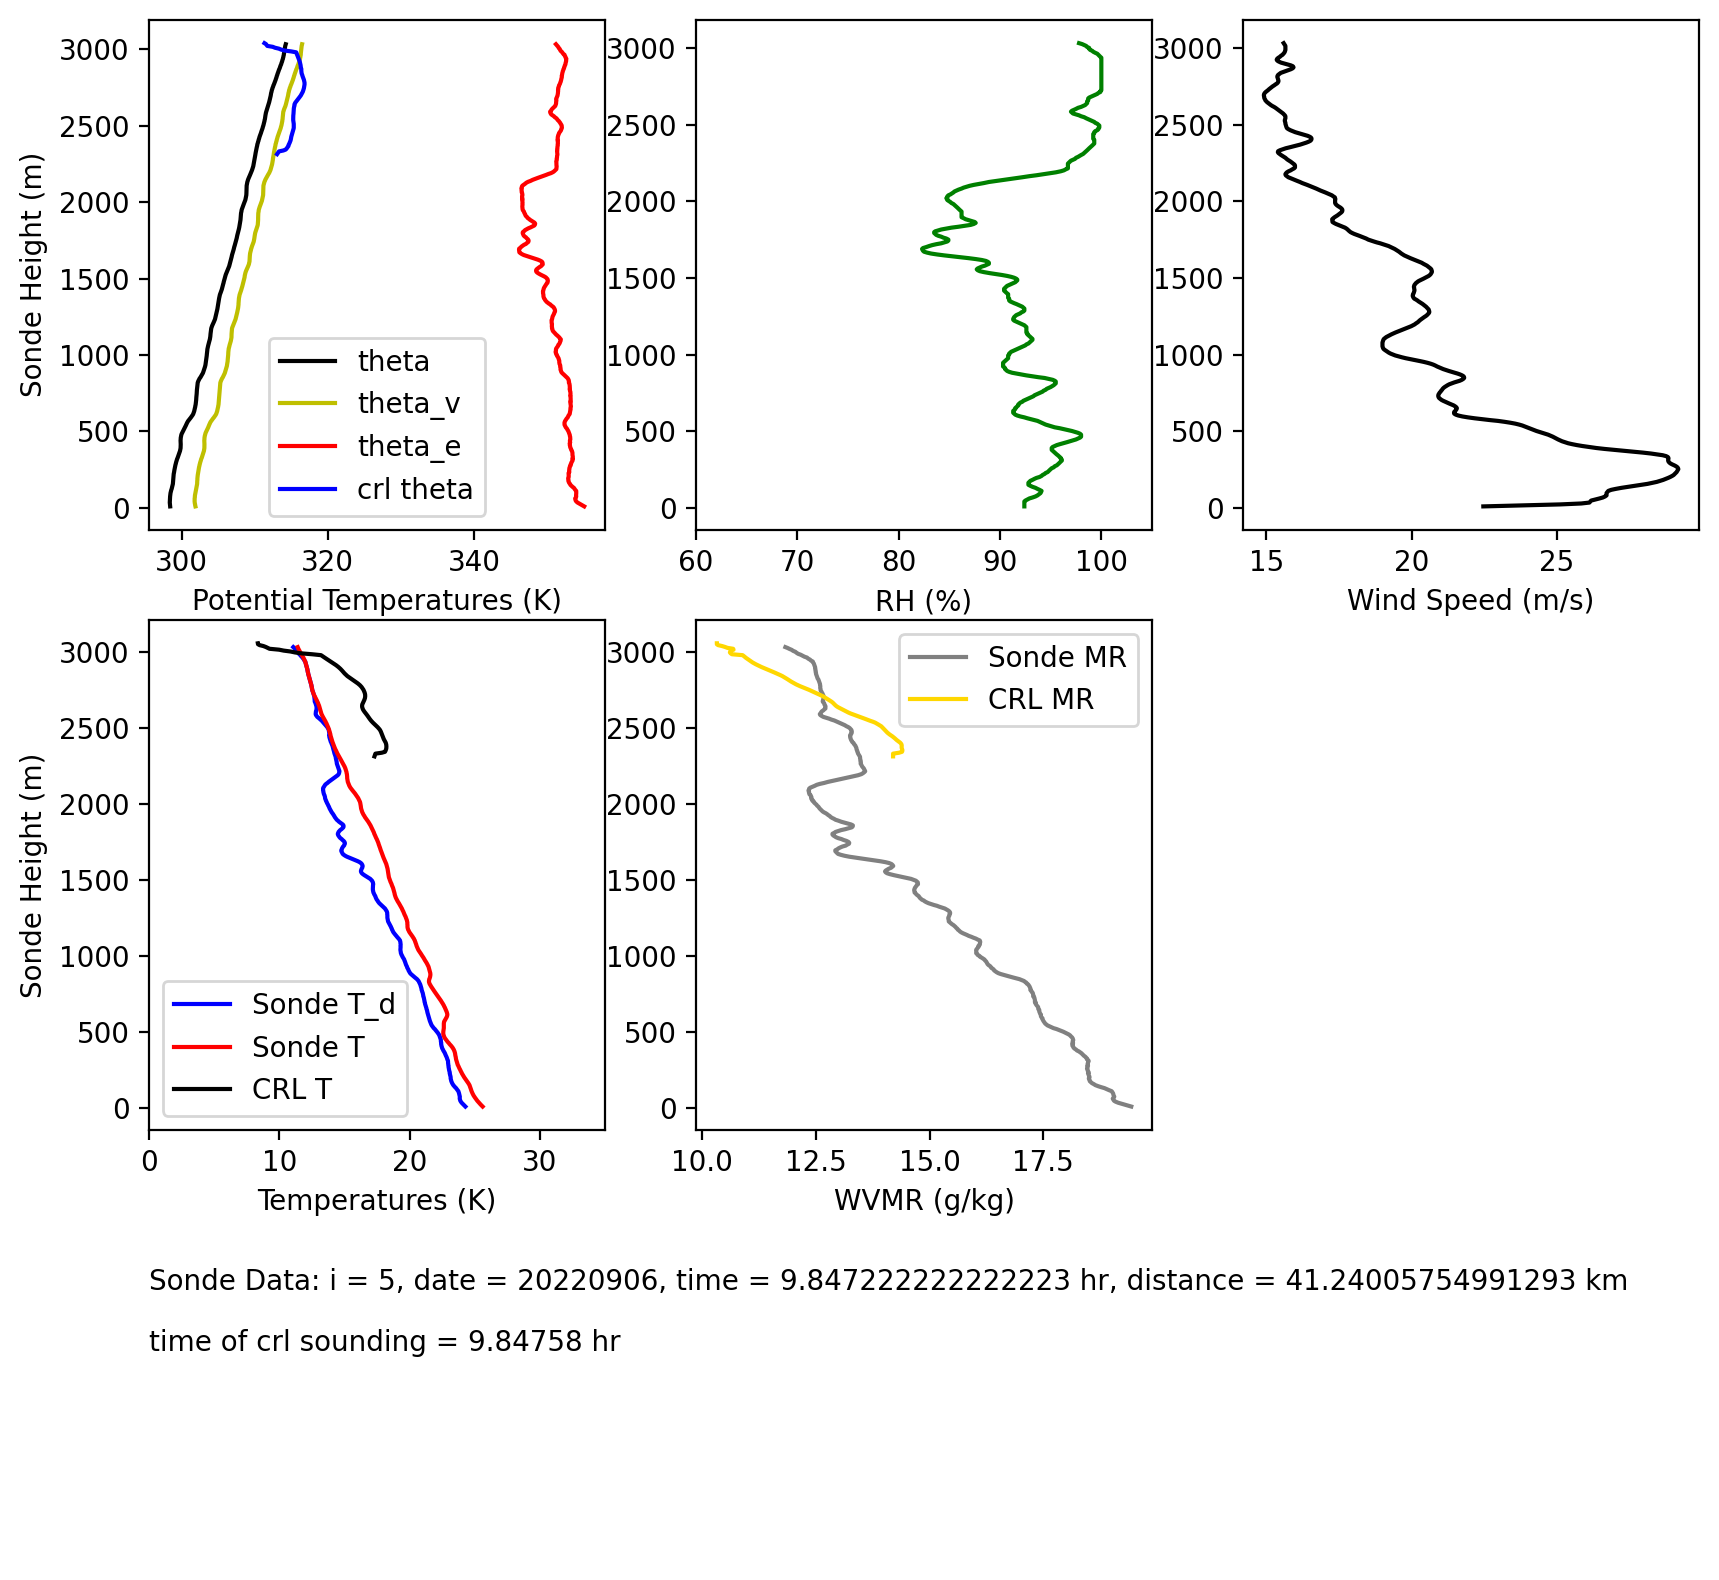 3000
2500
2000
1500
1000
500
0
Sonde Height (m)
theta
theta_v
theta_e
crl theta
300 320 340
Potential Temperatures (K)
3000
2500
2000
1500
1000
500
0
60 70 80 90 100
RH (%)
3000
2500
2000
1500
1000
500
0
15 20 25
Wind Speed (m/s)
3000
2500
2000
1500
1000
500
0
Sonde Height (m)
Sonde T_d
Sonde T
CRL T
0 10 20 30
Temperatures (K)
3000
2500
2000
1500
1000
500
0
Sonde MR
CRL MR
10.0 12.5 15.0 17.5
WVMR (g/kg)
Sonde Data: i = 5, date = 20220906, time = 9.847222222222223 hr, distance = 41.24005754991293 km
time of crl sounding = 9.84758 hr